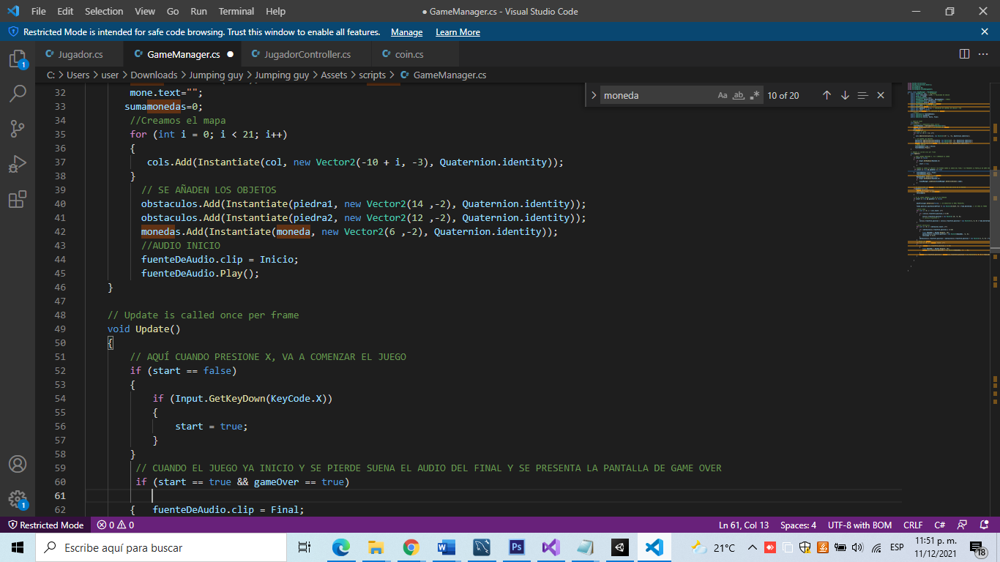 File Edit Selection View Go Run Terminal Help
● GameManager.cs - Visual Studio Code
Restricted Mode is intended for safe code browsing. Trust this window to enable all features. Manage Learn More
Jugador.cs GameManager.cs JugadorController.cs coin.cs
C: > Users > user > Downloads > Jumping guy > Jumping guy > Assets > scripts > GameManager.cs
moneda Aa ab 10 of 20
32 mone.text="";
33 sumamonedas=0;
34 //Creamos el mapa
35 for (int i = 0; i < 21; i++)
36 {
37 cols.Add(Instantiate(col, new Vector2(-10 + i, -3), Quaternion.identity));
38 }
39 // SE AÑADEN LOS OBJETOS
40 obstaculos.Add(Instantiate(piedra1, new Vector2(14 ,-2), Quaternion.identity));
41 obstaculos.Add(Instantiate(piedra2, new Vector2(12 ,-2), Quaternion.identity));
42 monedas.Add(Instantiate(moneda, new Vector2(6 ,-2), Quaternion.identity));
43 //AUDIO INICIO
44 fuenteDeAudio.clip = Inicio;
45 fuenteDeAudio.Play();
46 }
47
48 // Update is called once per frame
49 void Update()
50 {
51 // AQUÍ CUANDO PRESIONE X, VA A COMENZAR EL JUEGO
52 if (start == false)
53 {
54 if (Input.GetKeyDown(KeyCode.X))
55 {
56 start = true;
57 }
58 }
59 // CUANDO EL JUEGO YA INICIO Y SE PIERDE SUENA EL AUDIO DEL FINAL Y SE PRESENTA LA PANTALLA DE GAME OVER
60 if (start == true && gameOver == true)
61
62 { fuenteDeAudio.clip = Final;
1
1
Restricted Mode 0 0 Ln 61, Col 13 Spaces: 4 UTF-8 with BOM CRLF C#
Escribe aquí para buscar
W
Ps
21°C
ESP
11:51 p. m.
11/12/2021
18